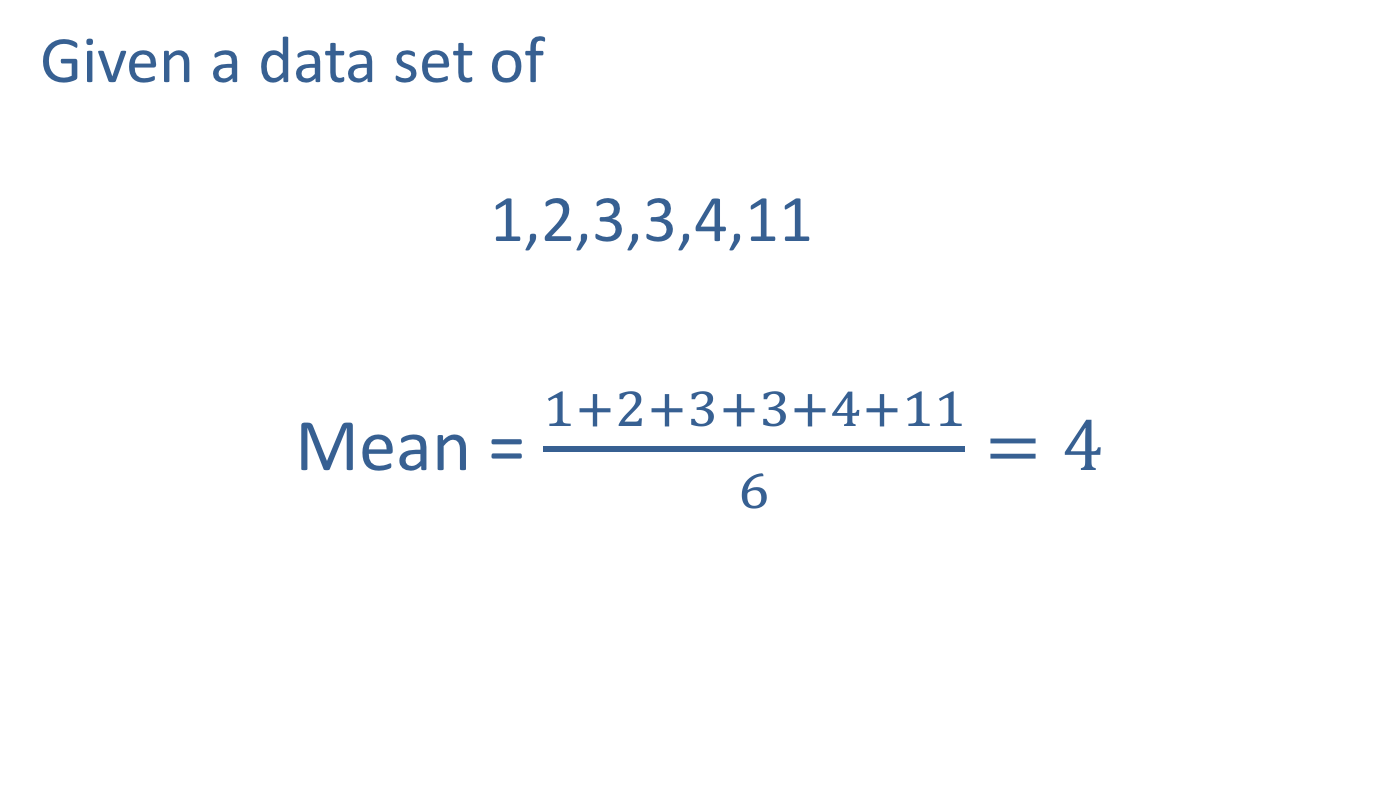 Given a data set of
1,2,3,3,4,11
Mean = \frac{1+2+3+3+4+11}{6} = 4